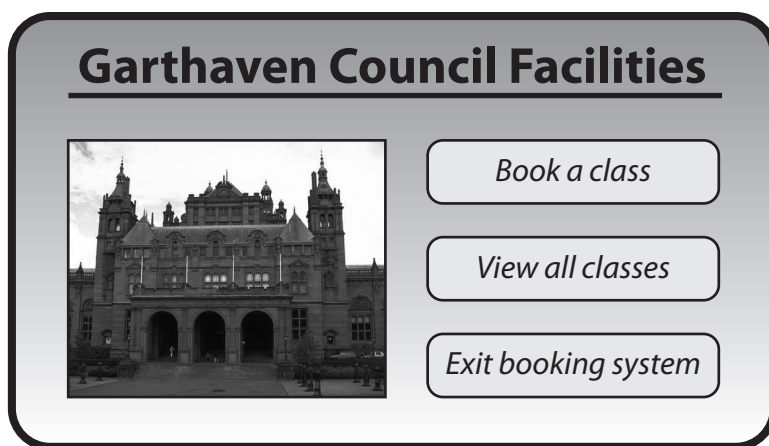 Garthaven Council Facilities
Book a class
View all classes
Exit booking system